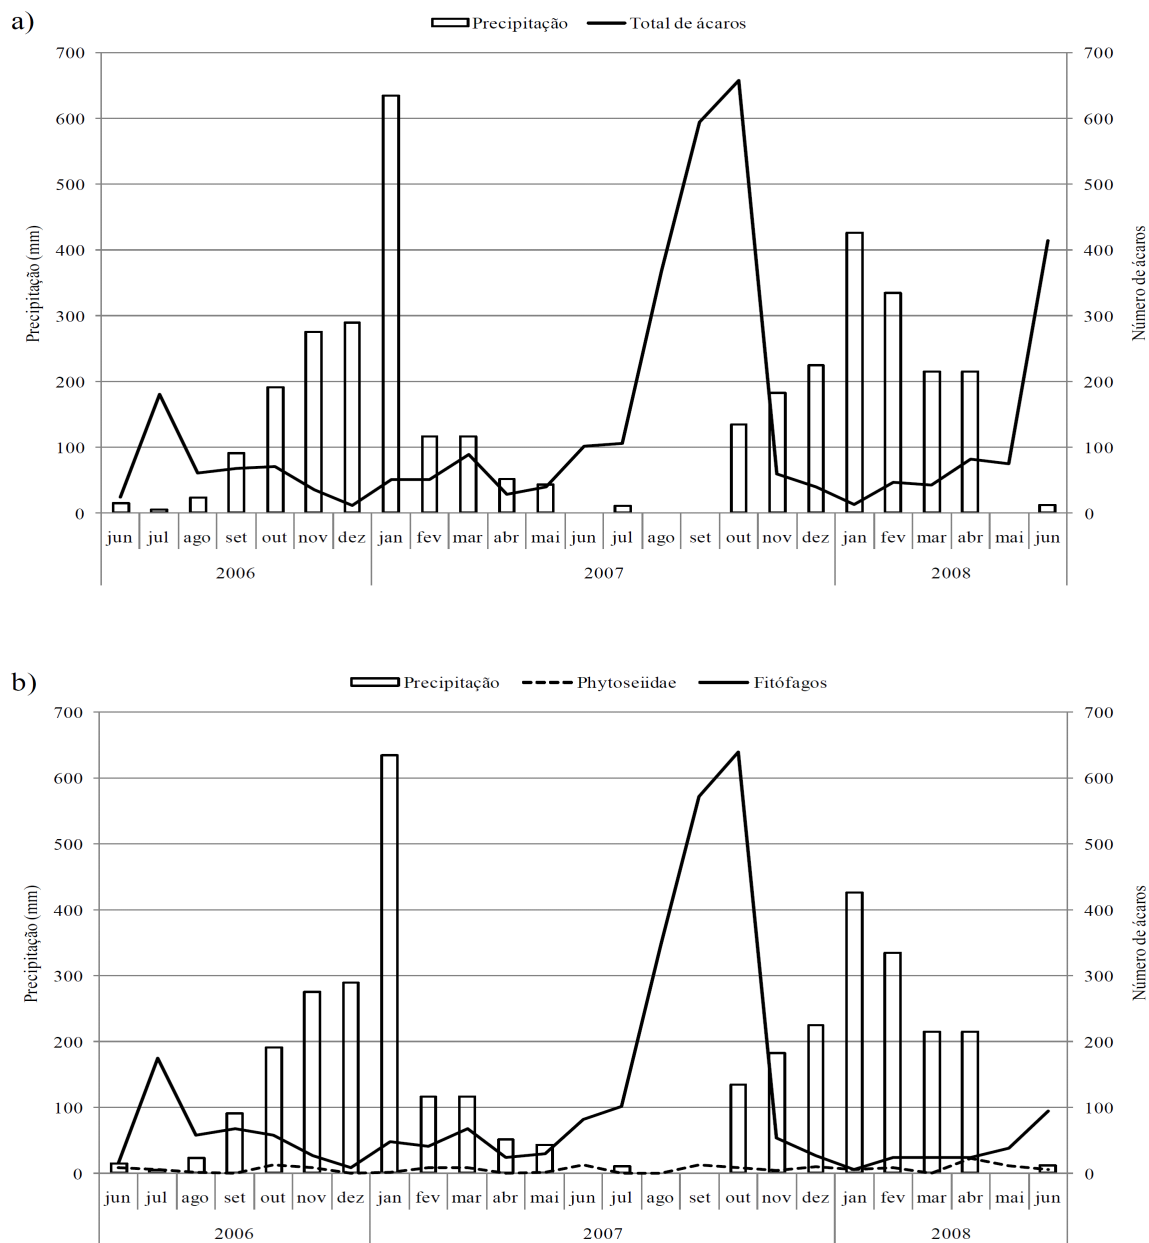 a)
Precipitação Total de ácaros
700 700
600 600
500 500
400 400
300 300
200 200
100 100
0 0
Precipitação (mm)
Número de ácaros
jun jul ago set out nov dez jan fev mar abr mai jun jul ago set out nov dez jan fev mar abr mai jun
2006 2007 2008
b)
Precipitação Phytoseiidae Fitófagos
700 700
600 600
500 500
400 400
300 300
200 200
100 100
0 0
Precipitação (mm)
Número de ácaros
jun jul ago set out nov dez jan fev mar abr mai jun jul ago set out nov dez jan fev mar abr mai jun
2006 2007 2008